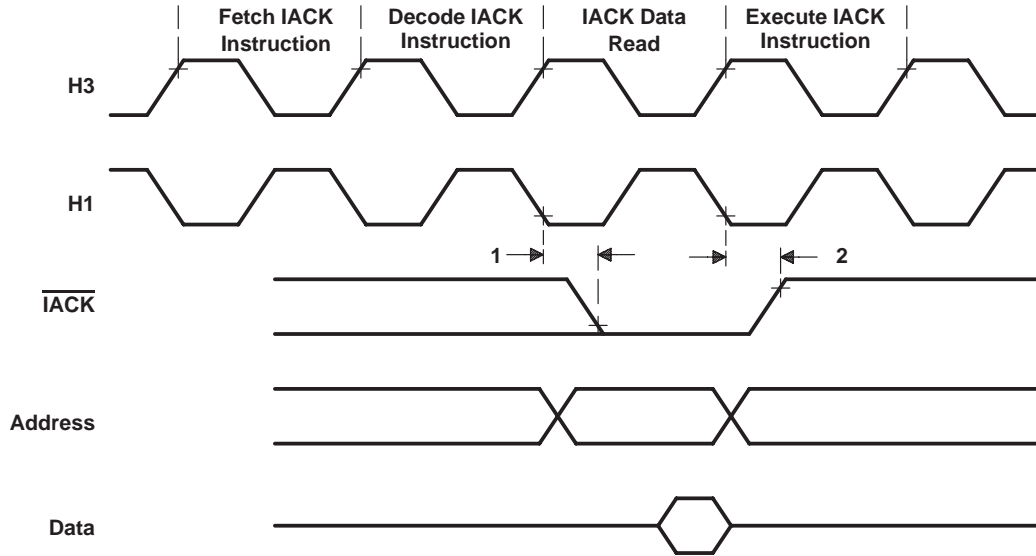 Fetch IACK
Instruction
Decode IACK
Instruction
IACK Data
Read
Execute IACK
Instruction
H3
H1
1
2
IACK
Address
Data